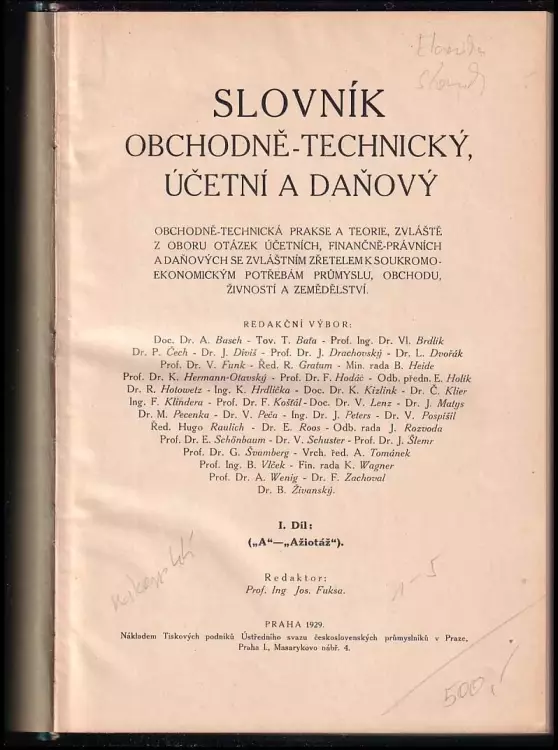 SLOVNÍK
OBCHODNĚ-TECHNICKÝ,
ÚČETNÍ A DAŇOVÝ
OBCHODNĚ-TECHNICKÁ PRAKSE A TEORIE, ZVLÁŠTĚ
Z OBORU OTÁZEK ÚČETNÍCH, FINANČNĚ-PRÁVNÍCH
A DAŇOVÝCH SE ZVLÁŠTNÍM ZŘETELEM K SOUKROMO-
EKONOMICKÝM POTŘEBÁM PRŮMYSLU, OBCHODU,
ŽIVNOSTÍ A ZEMĚDĚLSTVÍ.
REDAKČNÍ VÝBOR:
Doc. Dr. A. Basch - Tov. T. Baťa - Prof. Ing. Dr. Vl. Brdlík
Dr. P. Čech - Dr. J. Diviš - Prof. Dr. J. Drachovský - Dr. L. Dvořák
Prof. Dr. V. Funk - Řed. R. Gratum - Min. rada B. Heide
Prof. Dr. K. Hermann-Otavský - Prof. Dr. F. Hodáč - Odb. předn. E. Holík
Dr. R. Hotowetz - Ing. K. Hrdlička - Doc. Dr. K. Kizlink - Dr. Č. Klier
Ing. F. Klindera - Prof. Dr. F. Košťál - Doc. Dr. V. Lenz - Dr. J. Matys
Dr. M. Pecenka - Dr. V. Peča - Ing. Dr. J. Peters - Dr. V. Pospíšil
Řed. Hugo Raulich - Dr. E. Roos - Odb. rada J. Rozvoda
Prof. Dr. E. Schönbaum - Dr. V. Schuster - Prof. Dr. J. Šlemr
Prof. Dr. G. Švamberg - Vrch. řed. A. Tománek
Prof. Ing. B. Vlček - Fin. rada K. Wagner
Prof. Dr. A. Wenig - Dr. F. Zachoval
Dr. B. Živanský.
I. Díl:
(„A“—„Ažiotáž“).
Redaktor:
Prof. Ing Jos. Fuksa.
PRAHA 1929.
Nákladem Tiskových podniků Ústředního svazu československých průmyslníků v Praze,
Praha I., Masarykovo nábř. 4.
500,-